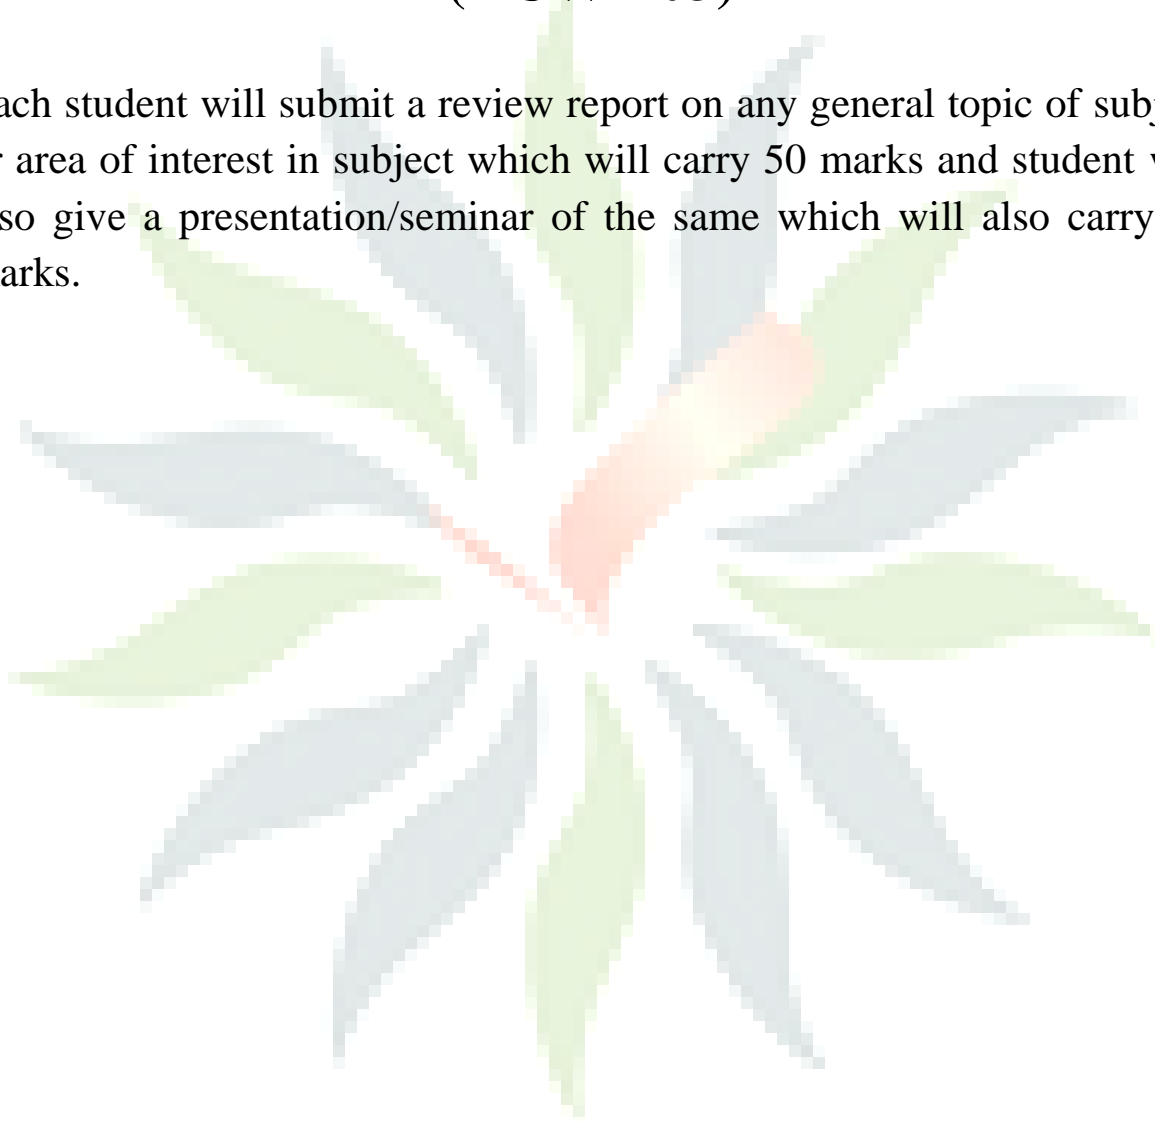 ach student will submit a review report on any general topic of subj
r area of interest in subject which will carry 50 marks and student
so give a presentation/seminar of the same which will also carry
arks.